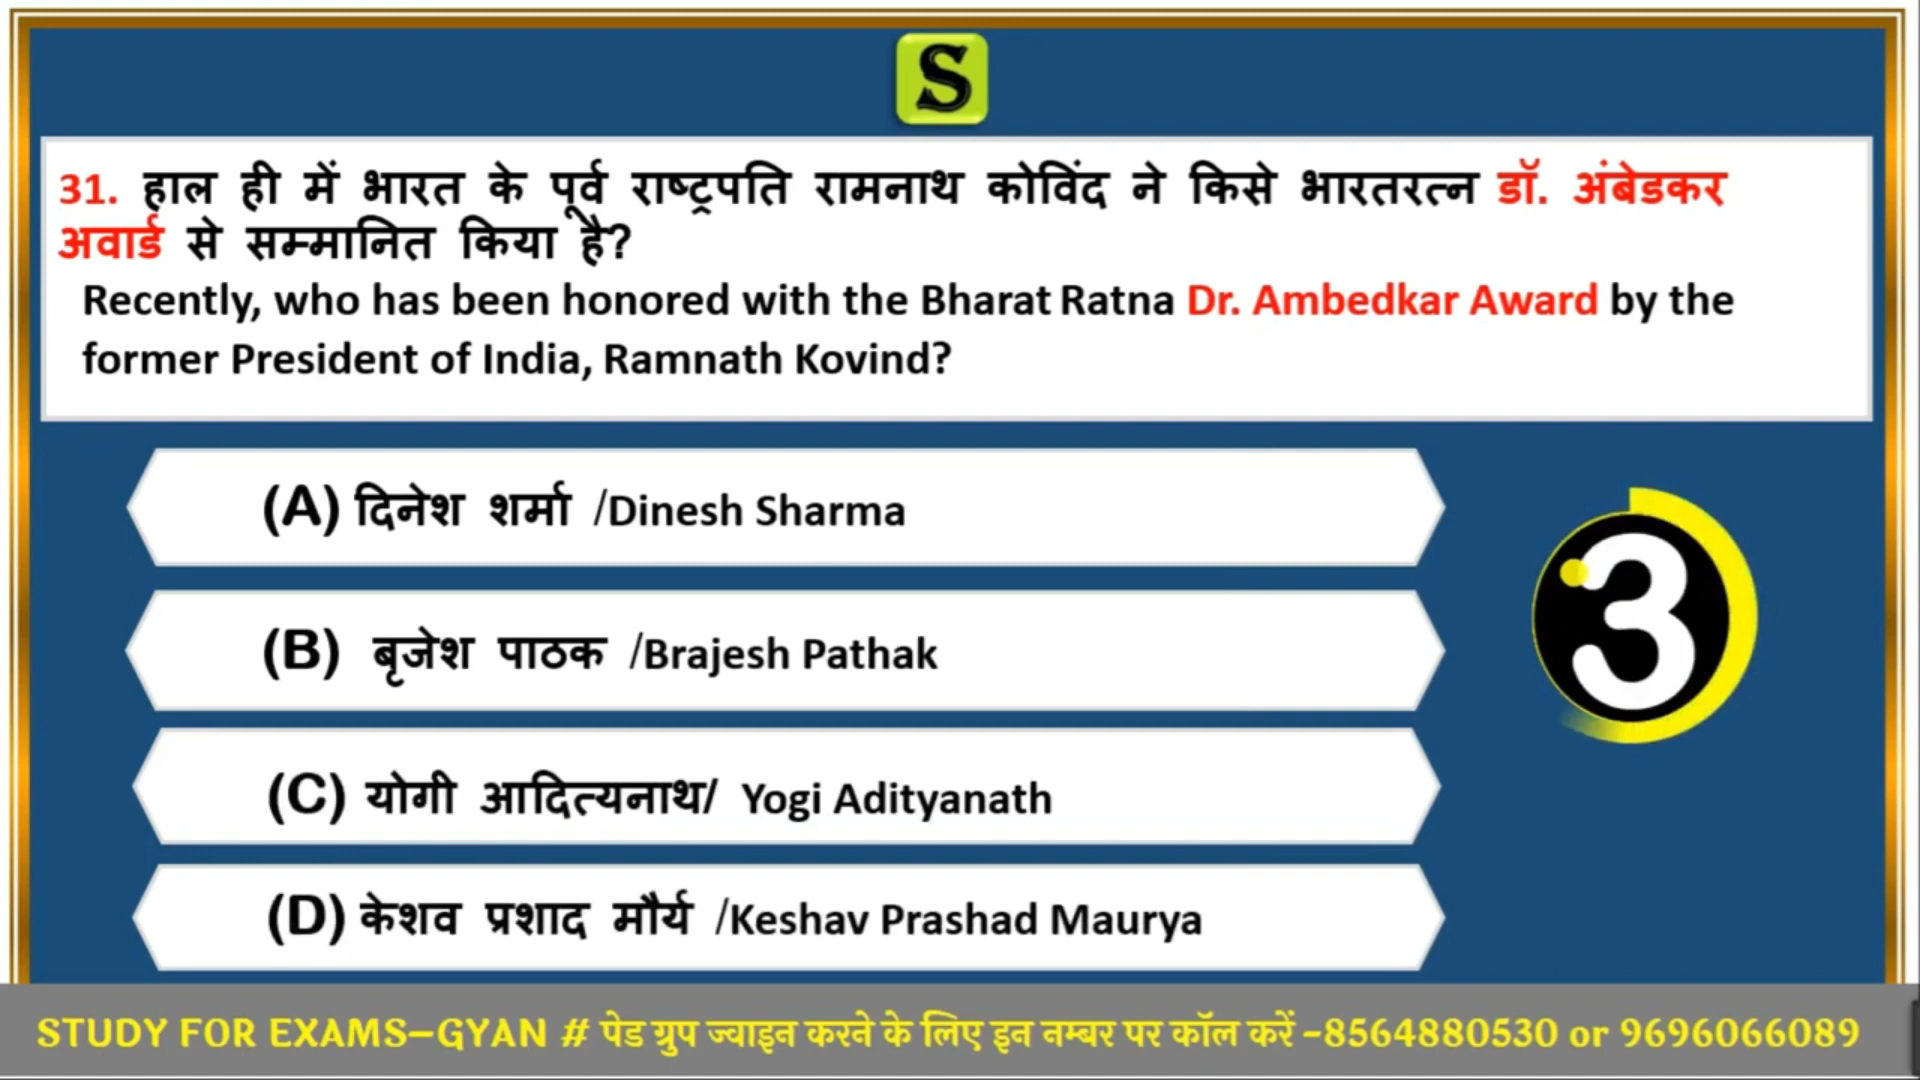 S
31. हाल ही में भारत के पूर्व राष्ट्रपति रामनाथ कोविंद ने किसे भारतरत्न डॉ. अंबेडकर
अवार्ड से सम्मानित किया है?
Recently, who has been honored with the Bharat Ratna Dr. Ambedkar Award by the
former President of India, Ramnath Kovind?
(A) दिनेश शर्मा /Dinesh Sharma
(B) बृजेश पाठक /Brajesh Pathak
3
(C) योगी आदित्यनाथ/ Yogi Adityanath
(D) केशव प्रशाद मौर्य /Keshav Prashad Maurya
STUDY FOR EXAMS–GYAN # पेड ग्रुप ज्वाइन करने के लिए इन नम्बर पर कॉल करें -8564880530 or 9696066089